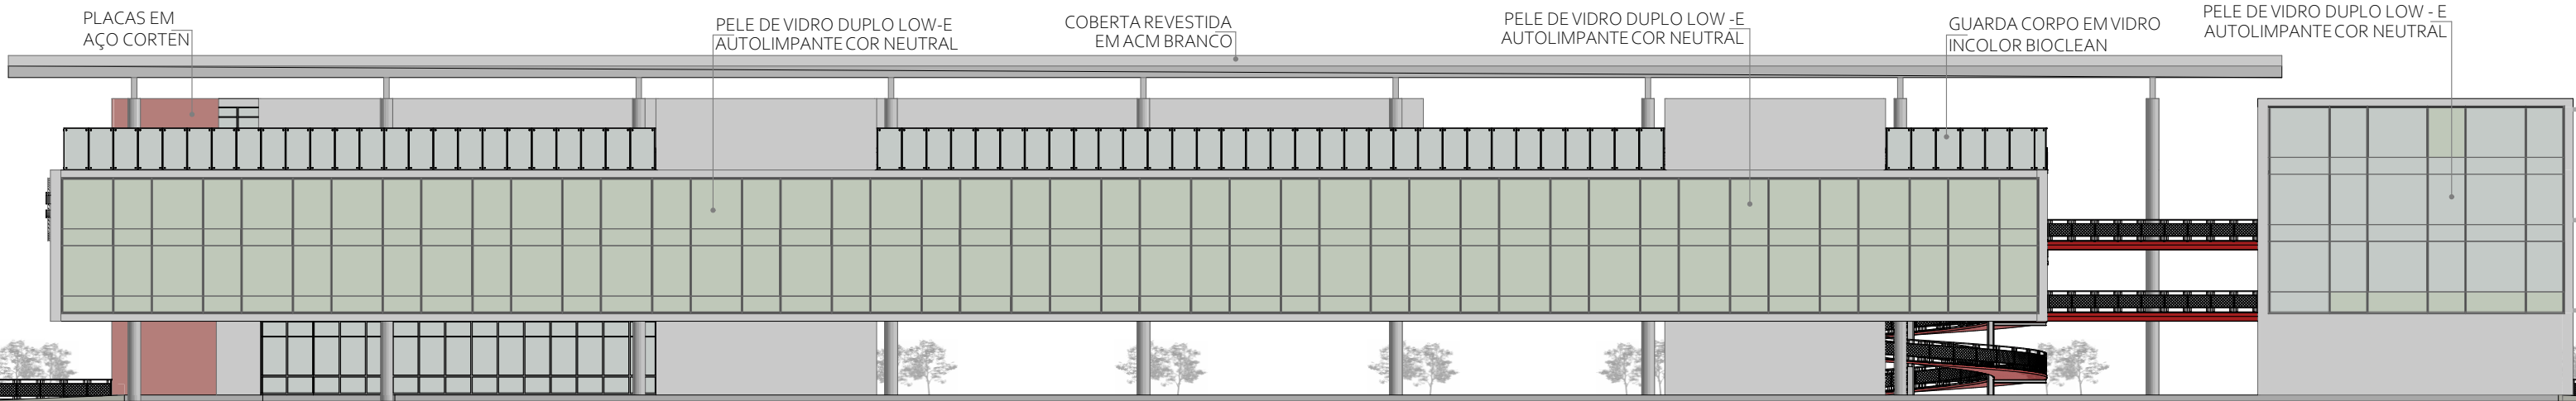 PLACAS EM
AÇO CORTEN
PELE DE VIDRO DUPLO LOW-E
AUTOLIMPANTE COR NEUTRAL
COBERTA REVESTIDA
EM ACM BRANCO
PELE DE VIDRO DUPLO LOW -E
AUTOLIMPANTE COR NEUTRAL
GUARDA CORPO EM VIDRO
INCOLOR BIOCLEAN
PELE DE VIDRO DUPLO LOW - E
AUTOLIMPANTE COR NEUTRAL